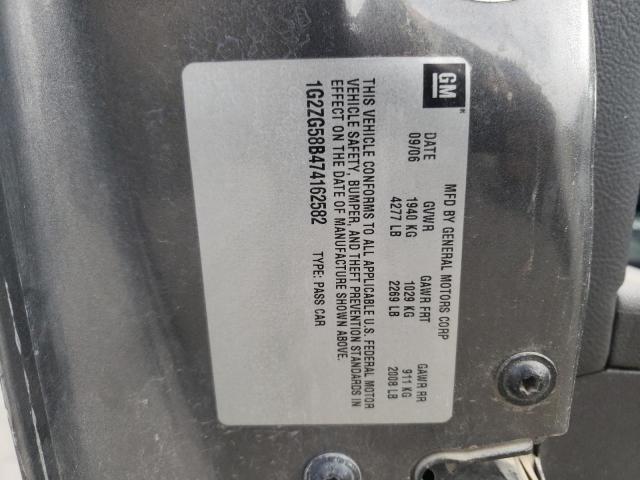 GM
®
MFD BY GENERAL MOTORS CORP
DATE GVWR GAWR FRT GAWR RR
09/06 1940 KG 1029 KG 911 KG
4277 LB 2269 LB 2008 LB
THIS VEHICLE CONFORMS TO ALL APPLICABLE U.S. FEDERAL MOTOR
VEHICLE SAFETY, BUMPER, AND THEFT PREVENTION STANDARDS IN
EFFECT ON THE DATE OF MANUFACTURE SHOWN ABOVE.
1G2ZG58B474162582 TYPE: PASS CAR